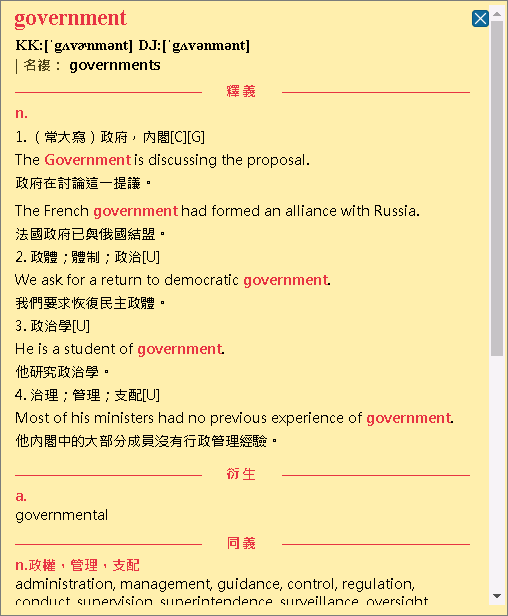 government
KK:[ˋgʌvɚnmənt] DJ:[ˋgʌvənmənt]
| 名複： governments
釋義
n.
1.（常大寫）政府，內閣[C][G]
The Government is discussing the proposal.
政府在討論這一提議。
The French government had formed an alliance with Russia.
法國政府已與俄國結盟。
2. 政體；體制；政治[U]
We ask for a return to democratic government.
我們要求恢復民主政體。
3. 政治學[U]
He is a student of government.
他研究政治學。
4. 治理；管理；支配[U]
Most of his ministers had no previous experience of government.
他內閣中的大部分成員沒有行政管理經驗。
衍生
a.
governmental
同義
n.政權，管理，支配
administration, management, guidance, control, regulation,
conduct, supervision, superintendence, surveillance, oversight